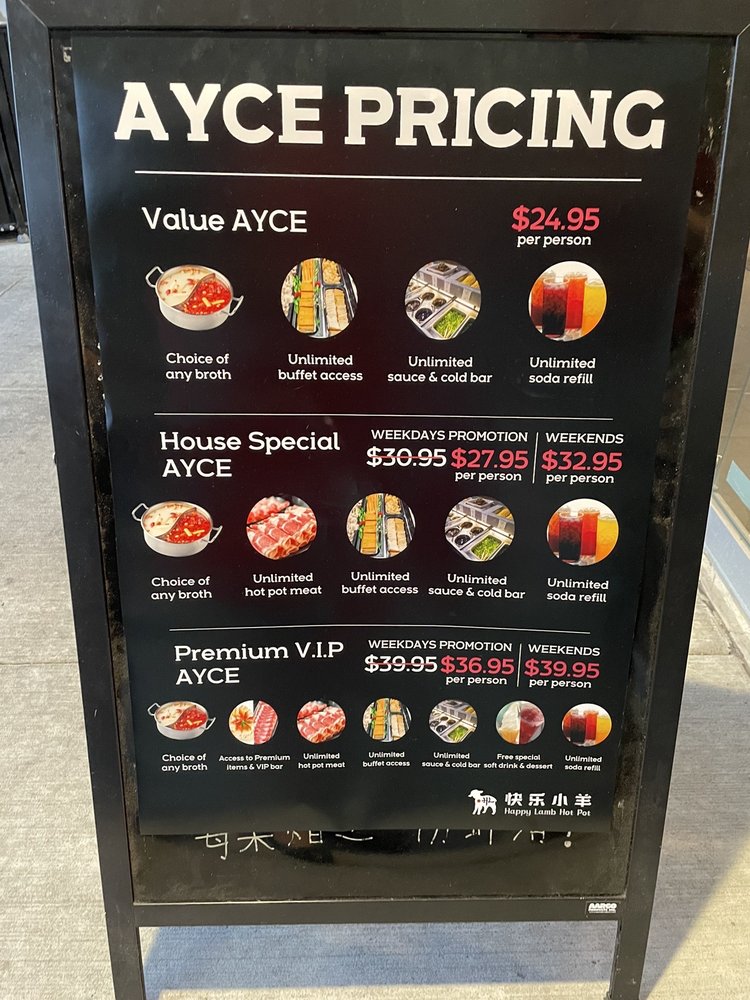 AYCE PRICING
Value AYCE
$24.95
per person
Choice of
any broth
Unlimited
buffet access
Unlimited
sauce & cold bar
Unlimited
soda refill
House Special
AYCE
WEEKDAYS PROMOTION
$30.95 $27.95
per person
WEEKENDS
$32.95
per person
Choice of
any broth
Unlimited
hot pot meat
Unlimited
buffet access
Unlimited
sauce & cold bar
Unlimited
soda refill
Premium V.I.P
AYCE
WEEKDAYS PROMOTION
$39.95 $36.95
per person
WEEKENDS
$39.95
per person
Choice of
any broth
Access to Premium
items & VIP bar
Unlimited
hot pot meat
Unlimited
buffet access
Unlimited
sauce & cold bar
Free special
soft drink & dessert
Unlimited
soda refill
快乐小羊
Happy Lamb Hot Pot
AARCO